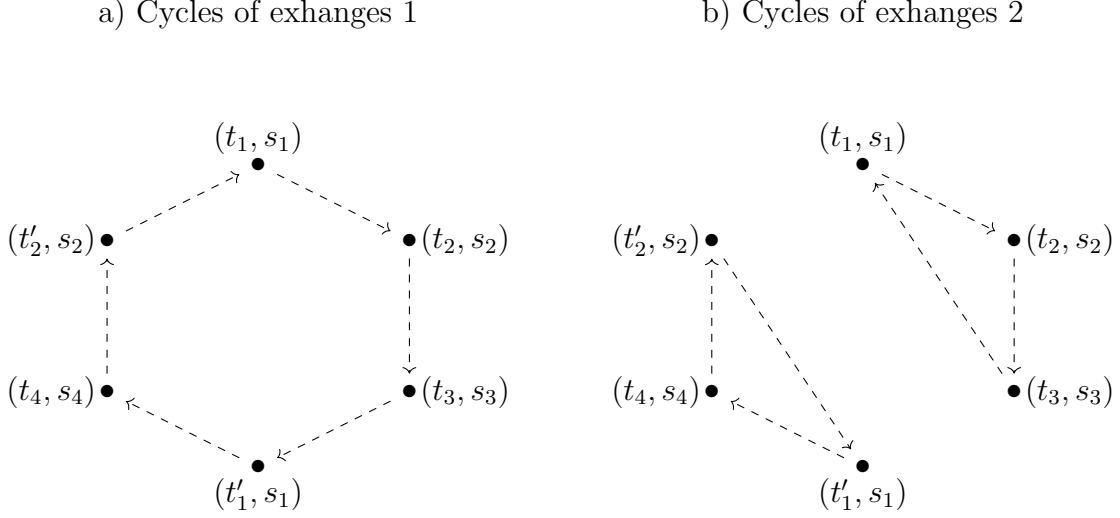 a) Cycles of exhanges 1
(t₁, s₁)
(t′₂, s₂)
(t₂, s₂)
(t₄, s₄)
(t₃, s₃)
(t′₁, s₁)
b) Cycles of exhanges 2
(t₁, s₁)
(t′₂, s₂)
(t₂, s₂)
(t₄, s₄)
(t₃, s₃)
(t′₁, s₁)